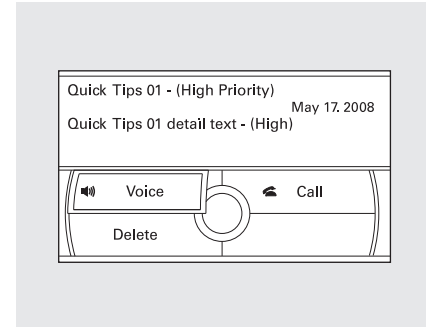 Quick Tips 01 - (High Priority)
May 17. 2008
Quick Tips 01 detail text - (High)
Voice
Call
Delete